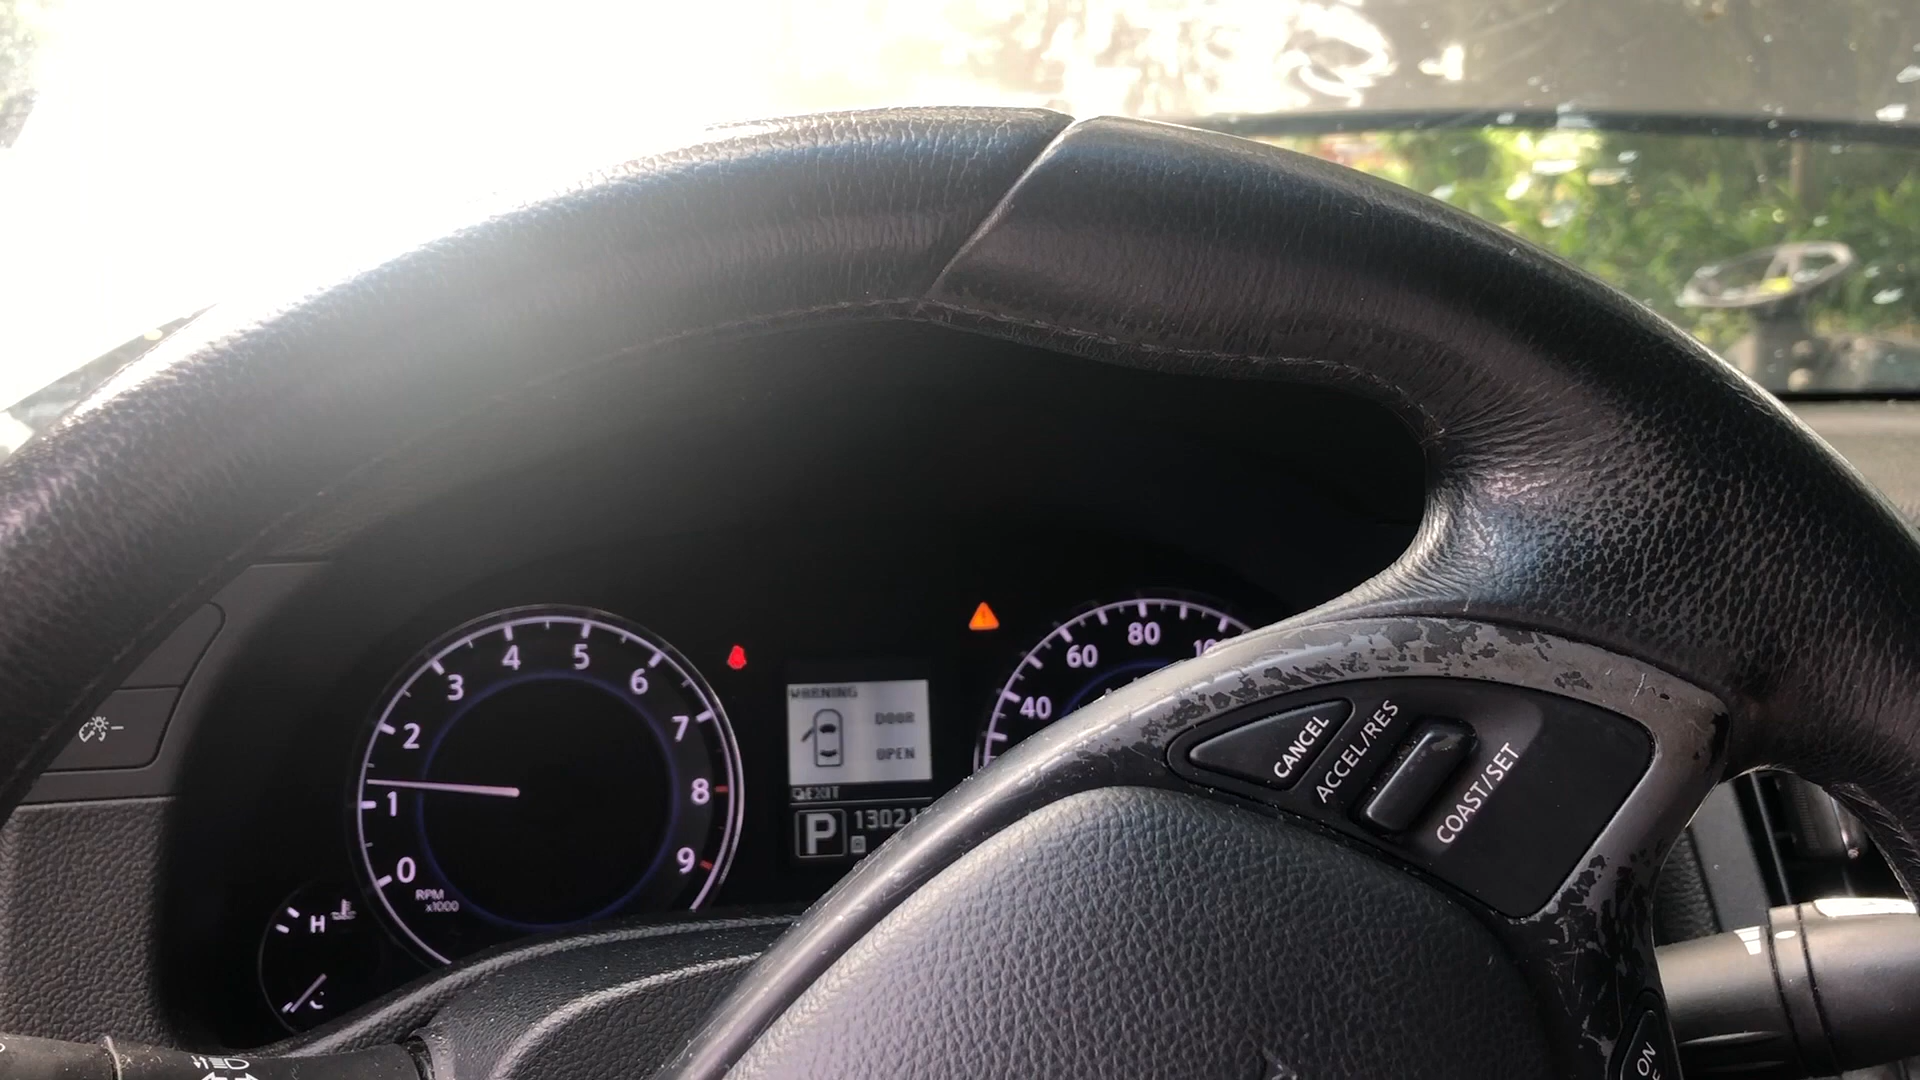 4 5
3 6
2 7
1 8
0 9
RPM
x1000
H
C
WARNING
DOOR
OPEN
EXIT
P
40
60
80
CANCEL
ACCEL/RES
COAST/SET
ON